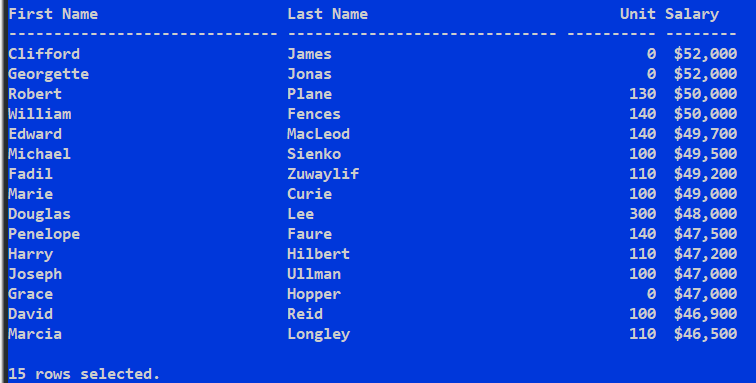 First Name                     Last Name                            Unit Salary
------------------------------ ------------------------------ ---------- --------
Clifford                       James                                   0  $52,000
Georgette                      Jonas                                   0  $52,000
Robert                         Plane                                 130  $50,000
William                        Fences                                140  $50,000
Edward                         MacLeod                               140  $49,700
Michael                        Sienko                                100  $49,500
Fadil                          Zuwaylif                              110  $49,200
Marie                          Curie                                 100  $49,000
Douglas                        Lee                                   300  $48,000
Penelope                       Faure                                 140  $47,500
Harry                          Hilbert                               110  $47,200
Joseph                         Ullman                                100  $47,000
Grace                          Hopper                                  0  $47,000
David                          Reid                                  100  $46,900
Marcia                         Longley                               110  $46,500

15 rows selected.